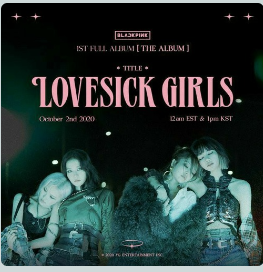 BLACKPINK
1ST FULL ALBUM [ THE ALBUM ]
• TITLE •
LOVESICK GIRLS
October 2nd 2020
12am EST & 1pm KST